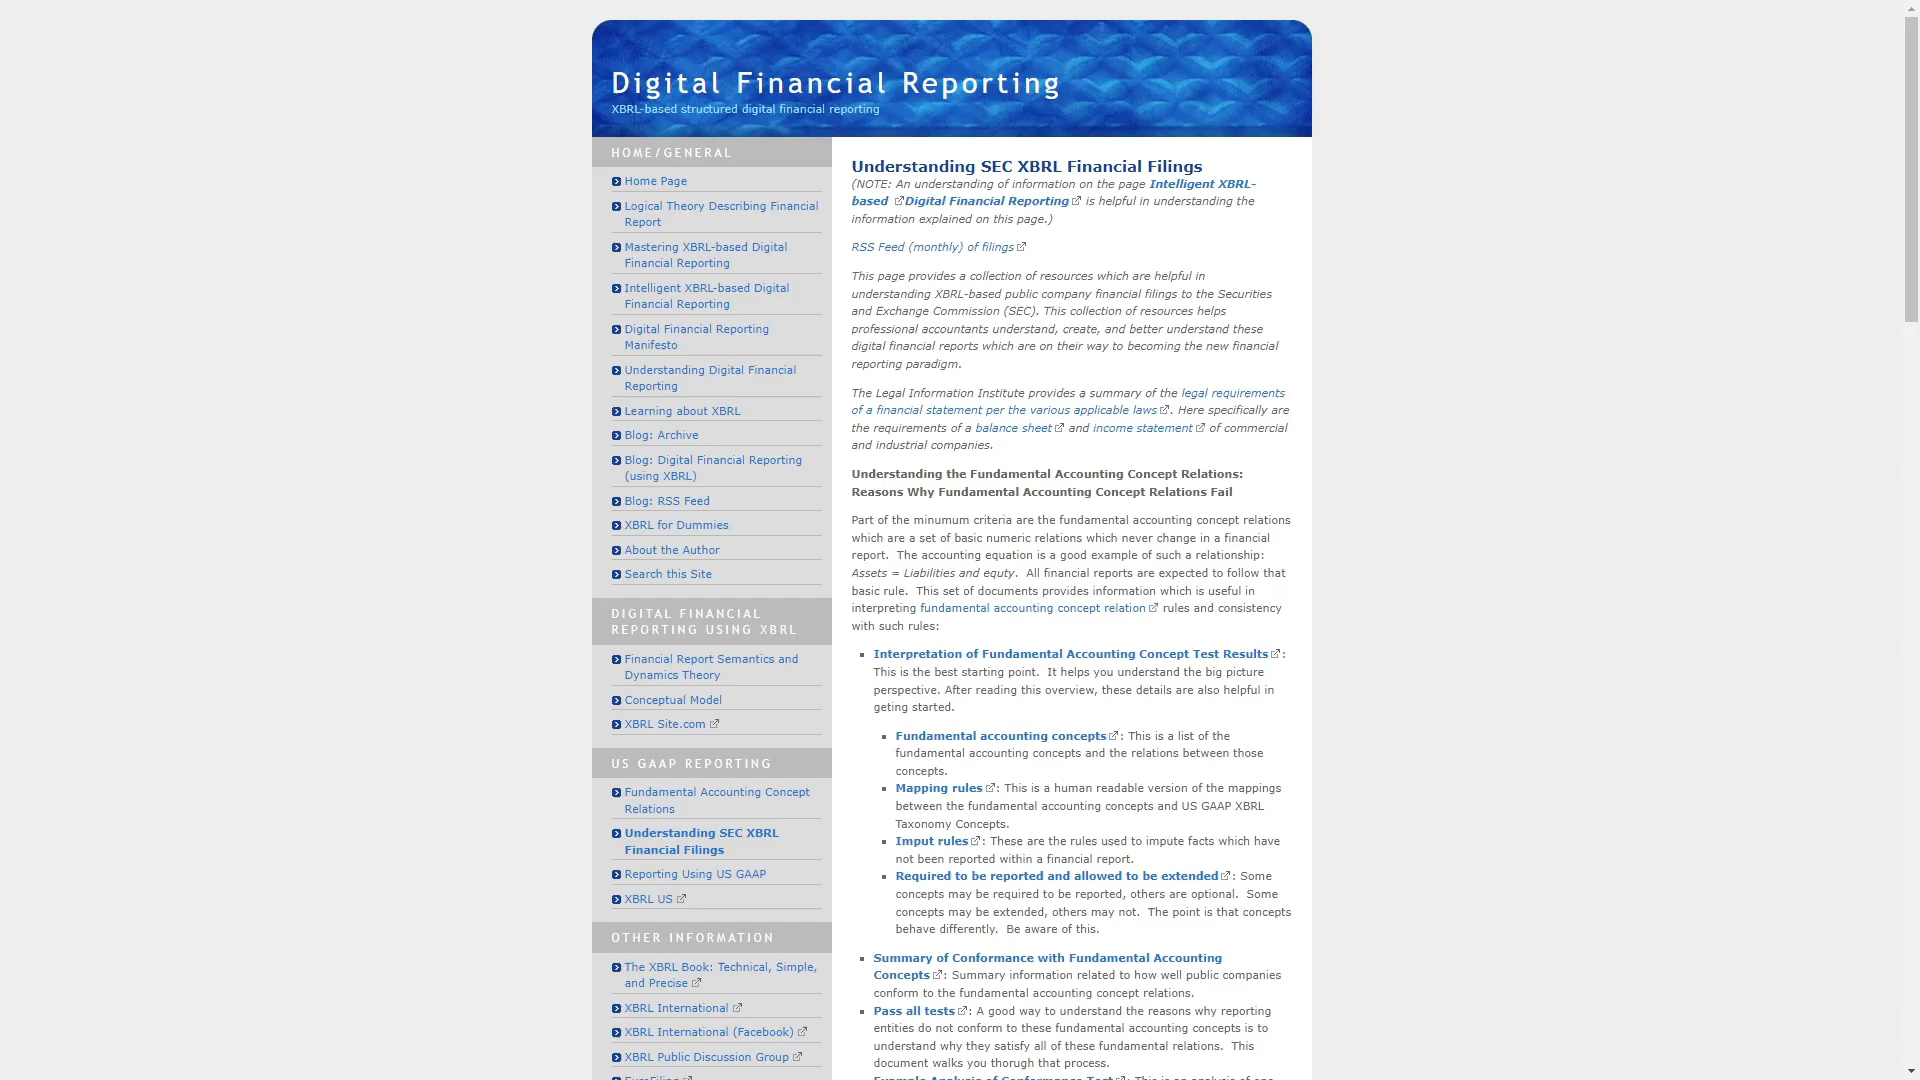 Digital Financial Reporting
XBRL-based structured digital financial reporting
HOME/GENERAL
Home Page
Logical Theory Describing Financial
Report
Mastering XBRL-based Digital
Financial Reporting
Intelligent XBRL-based Digital
Financial Reporting
Digital Financial Reporting
Manifesto
Understanding Digital Financial
Reporting
Learning about XBRL
Blog: Archive
Blog: Digital Financial Reporting
(using XBRL)
Blog: RSS Feed
XBRL for Dummies
About the Author
Search this Site
DIGITAL FINANCIAL
REPORTING USING XBRL
Financial Report Semantics and
Dynamics Theory
Conceptual Model
XBRL Site.com
US GAAP REPORTING
Fundamental Accounting Concept
Relations
Understanding SEC XBRL
Financial Filings
Reporting Using US GAAP
XBRL US
OTHER INFORMATION
The XBRL Book: Technical, Simple,
and Precise
XBRL International
XBRL International (Facebook)
XBRL Public Discussion Group
Understanding SEC XBRL Financial Filings
(NOTE: An understanding of information on the page Intelligent XBRL-
based Digital Financial Reporting is helpful in understanding the
information explained on this page.)
RSS Feed (monthly) of filings
This page provides a collection of resources which are helpful in
understanding XBRL-based public company financial filings to the Securities
and Exchange Commission (SEC). This collection of resources helps
professional accountants understand, create, and better understand these
digital financial reports which are on their way to becoming the new financial
reporting paradigm.
The Legal Information Institute provides a summary of the legal requirements
of a financial statement per the various applicable laws. Here specifically are
the requirements of a balance sheet and income statement of commercial
and industrial companies.
Understanding the Fundamental Accounting Concept Relations:
Reasons Why Fundamental Accounting Concept Relations Fail
Part of the minumum criteria are the fundamental accounting concept relations
which are a set of basic numeric relations which never change in a financial
report. The accounting equation is a good example of such a relationship:
Assets = Liabilities and equty. All financial reports are expected to follow that
basic rule. This set of documents provides information which is useful in
interpreting fundamental accounting concept relation rules and consistency
with such rules:
Interpretation of Fundamental Accounting Concept Test Results:
This is the best starting point. It helps you understand the big picture
perspective. After reading this overview, these details are also helpful in
geting started.
Fundamental accounting concepts: This is a list of the
fundamental accounting concepts and the relations between those
concepts.
Mapping rules: This is a human readable version of the mappings
between the fundamental accounting concepts and US GAAP XBRL
Taxonomy Concepts.
Imput rules: These are the rules used to impute facts which have
not been reported within a financial report.
Required to be reported and allowed to be extended: Some
concepts may be required to be reported, others are optional. Some
concepts may be extended, others may not. The point is that concepts
behave differently. Be aware of this.
Summary of Conformance with Fundamental Accounting
Concepts: Summary information related to how well public companies
conform to the fundamental accounting concept relations.
Pass all tests: A good way to understand the reasons why reporting
entities do not conform to these fundamental accounting concepts is to
understand why they satisfy all of these fundamental relations. This
document walks you thorugh that process.